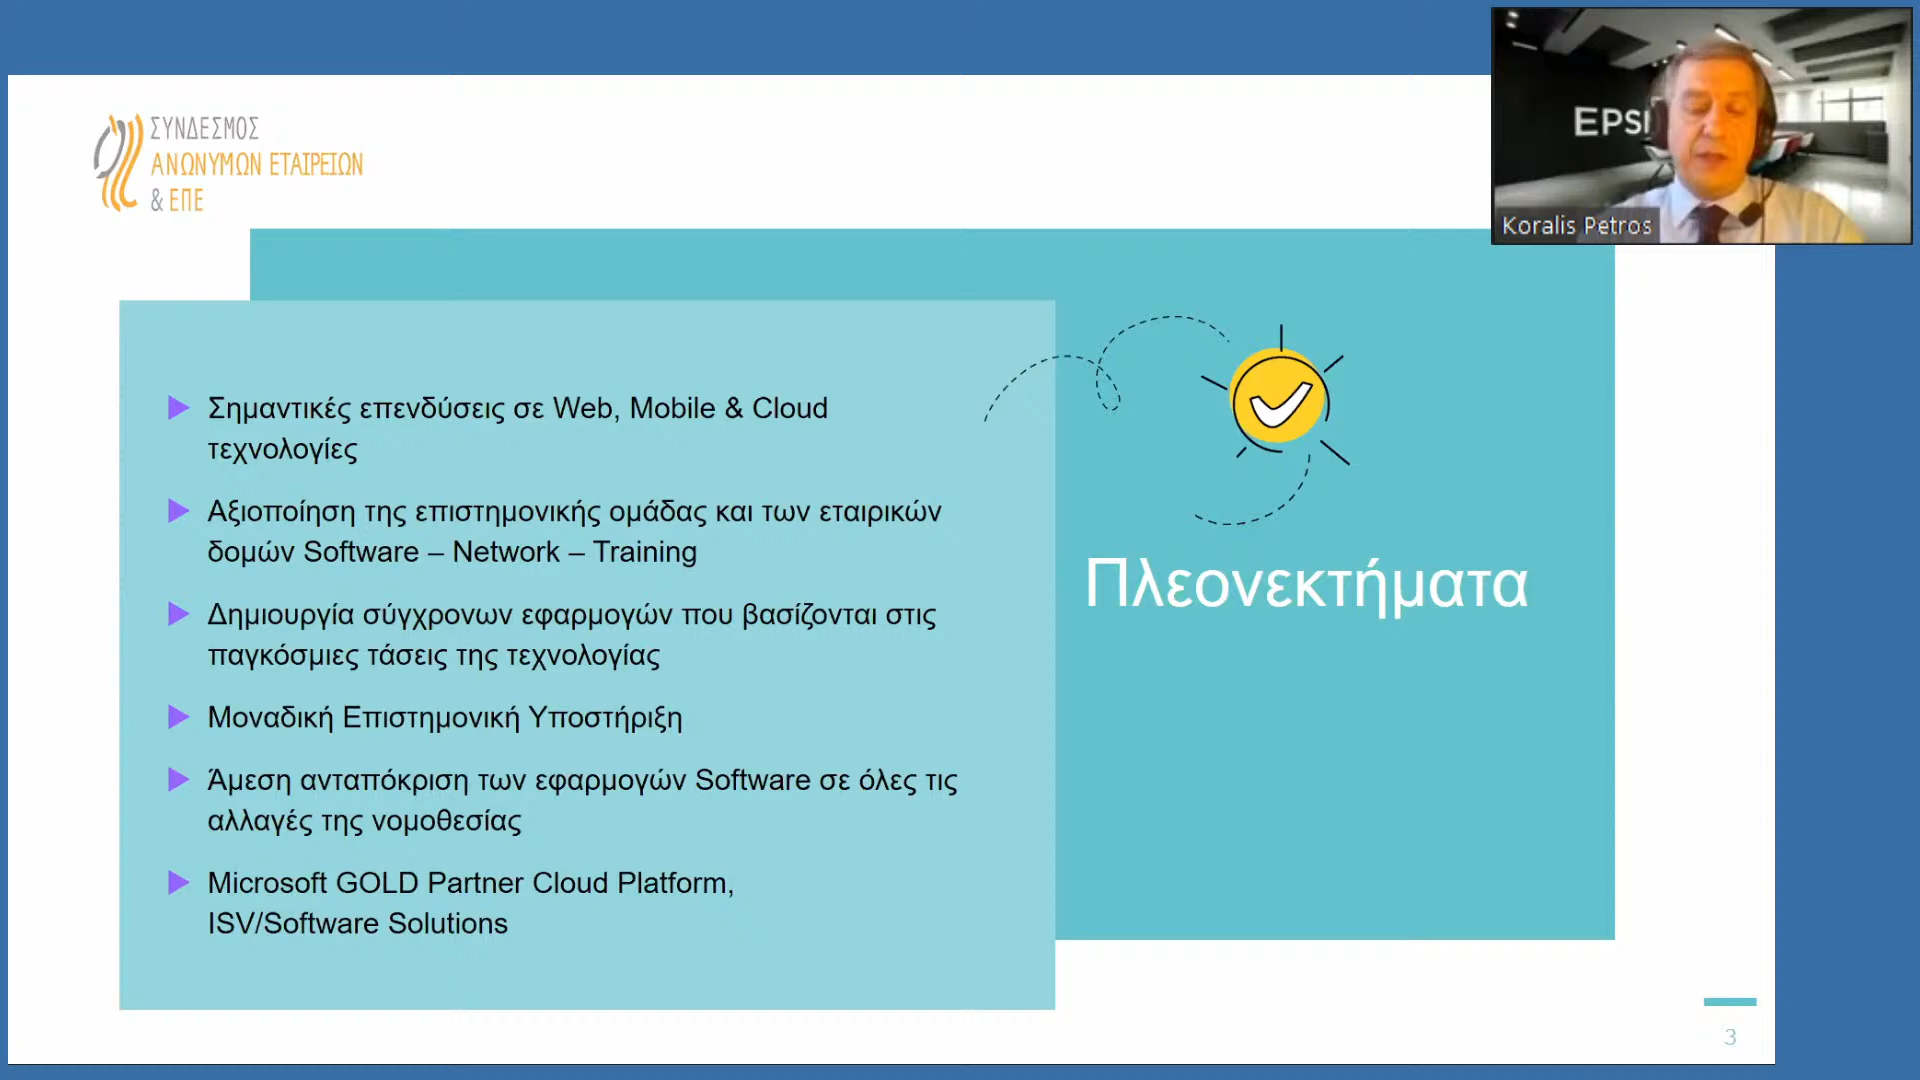 ΣΥΝΔΕΣΜΟΣ
ΑΝΩΝΥΜΩΝ ΕΤΑΙΡΕΙΩΝ
& ΕΠΕ
EPSI
Koralis Petros
Σημαντικές επενδύσεις σε Web, Mobile & Cloud
τεχνολογίες
Αξιοποίηση της επιστημονικής ομάδας και των εταιρικών
δομών Software – Network – Training
Δημιουργία σύγχρονων εφαρμογών που βασίζονται στις
παγκόσμιες τάσεις της τεχνολογίας
Μοναδική Επιστημονική Υποστήριξη
Άμεση ανταπόκριση των εφαρμογών Software σε όλες τις
αλλαγές της νομοθεσίας
Microsoft GOLD Partner Cloud Platform,
ISV/Software Solutions
Πλεονεκτήματα
3